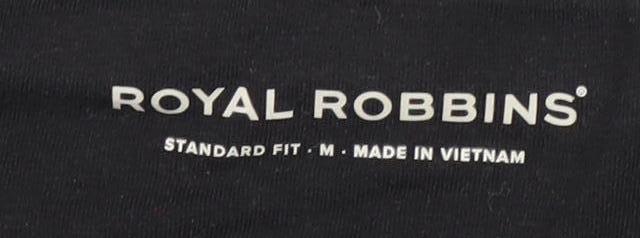 ROYAL ROBBINS®
STANDARD FIT · M · MADE IN VIETNAM